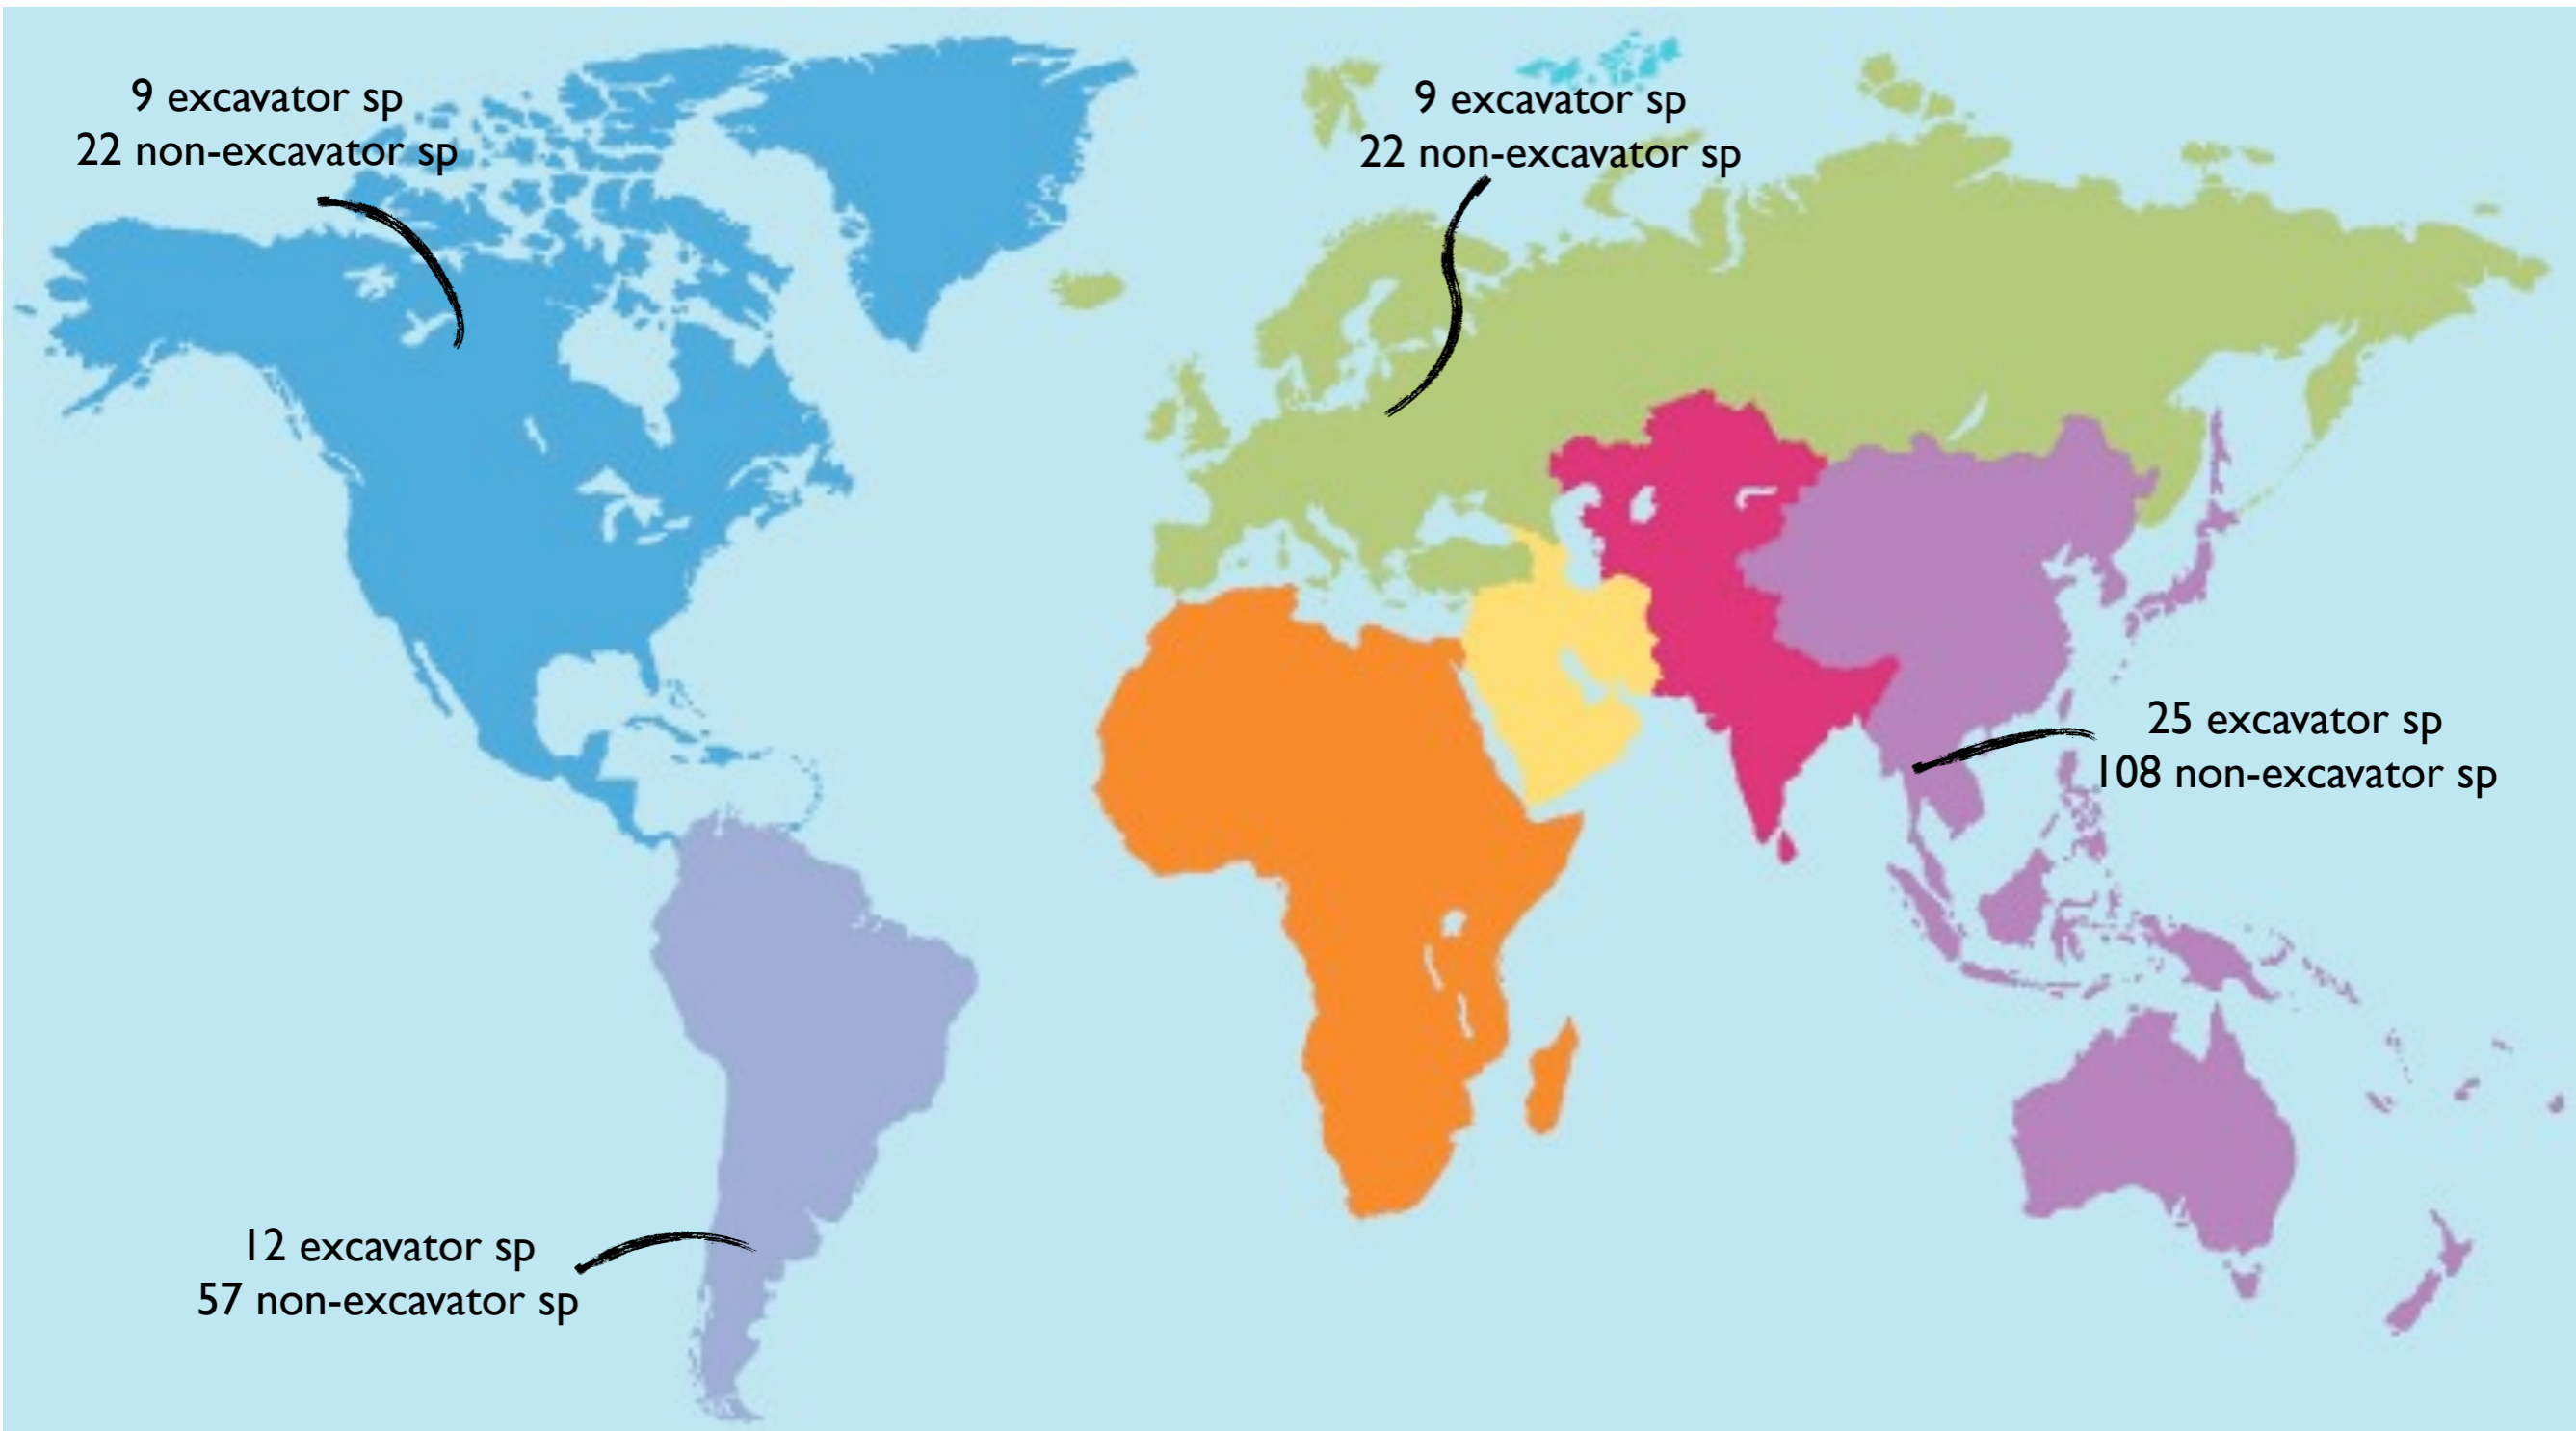 9 excavator sp
22 non-excavator sp
9 excavator sp
22 non-excavator sp
25 excavator sp
108 non-excavator sp
12 excavator sp
57 non-excavator sp